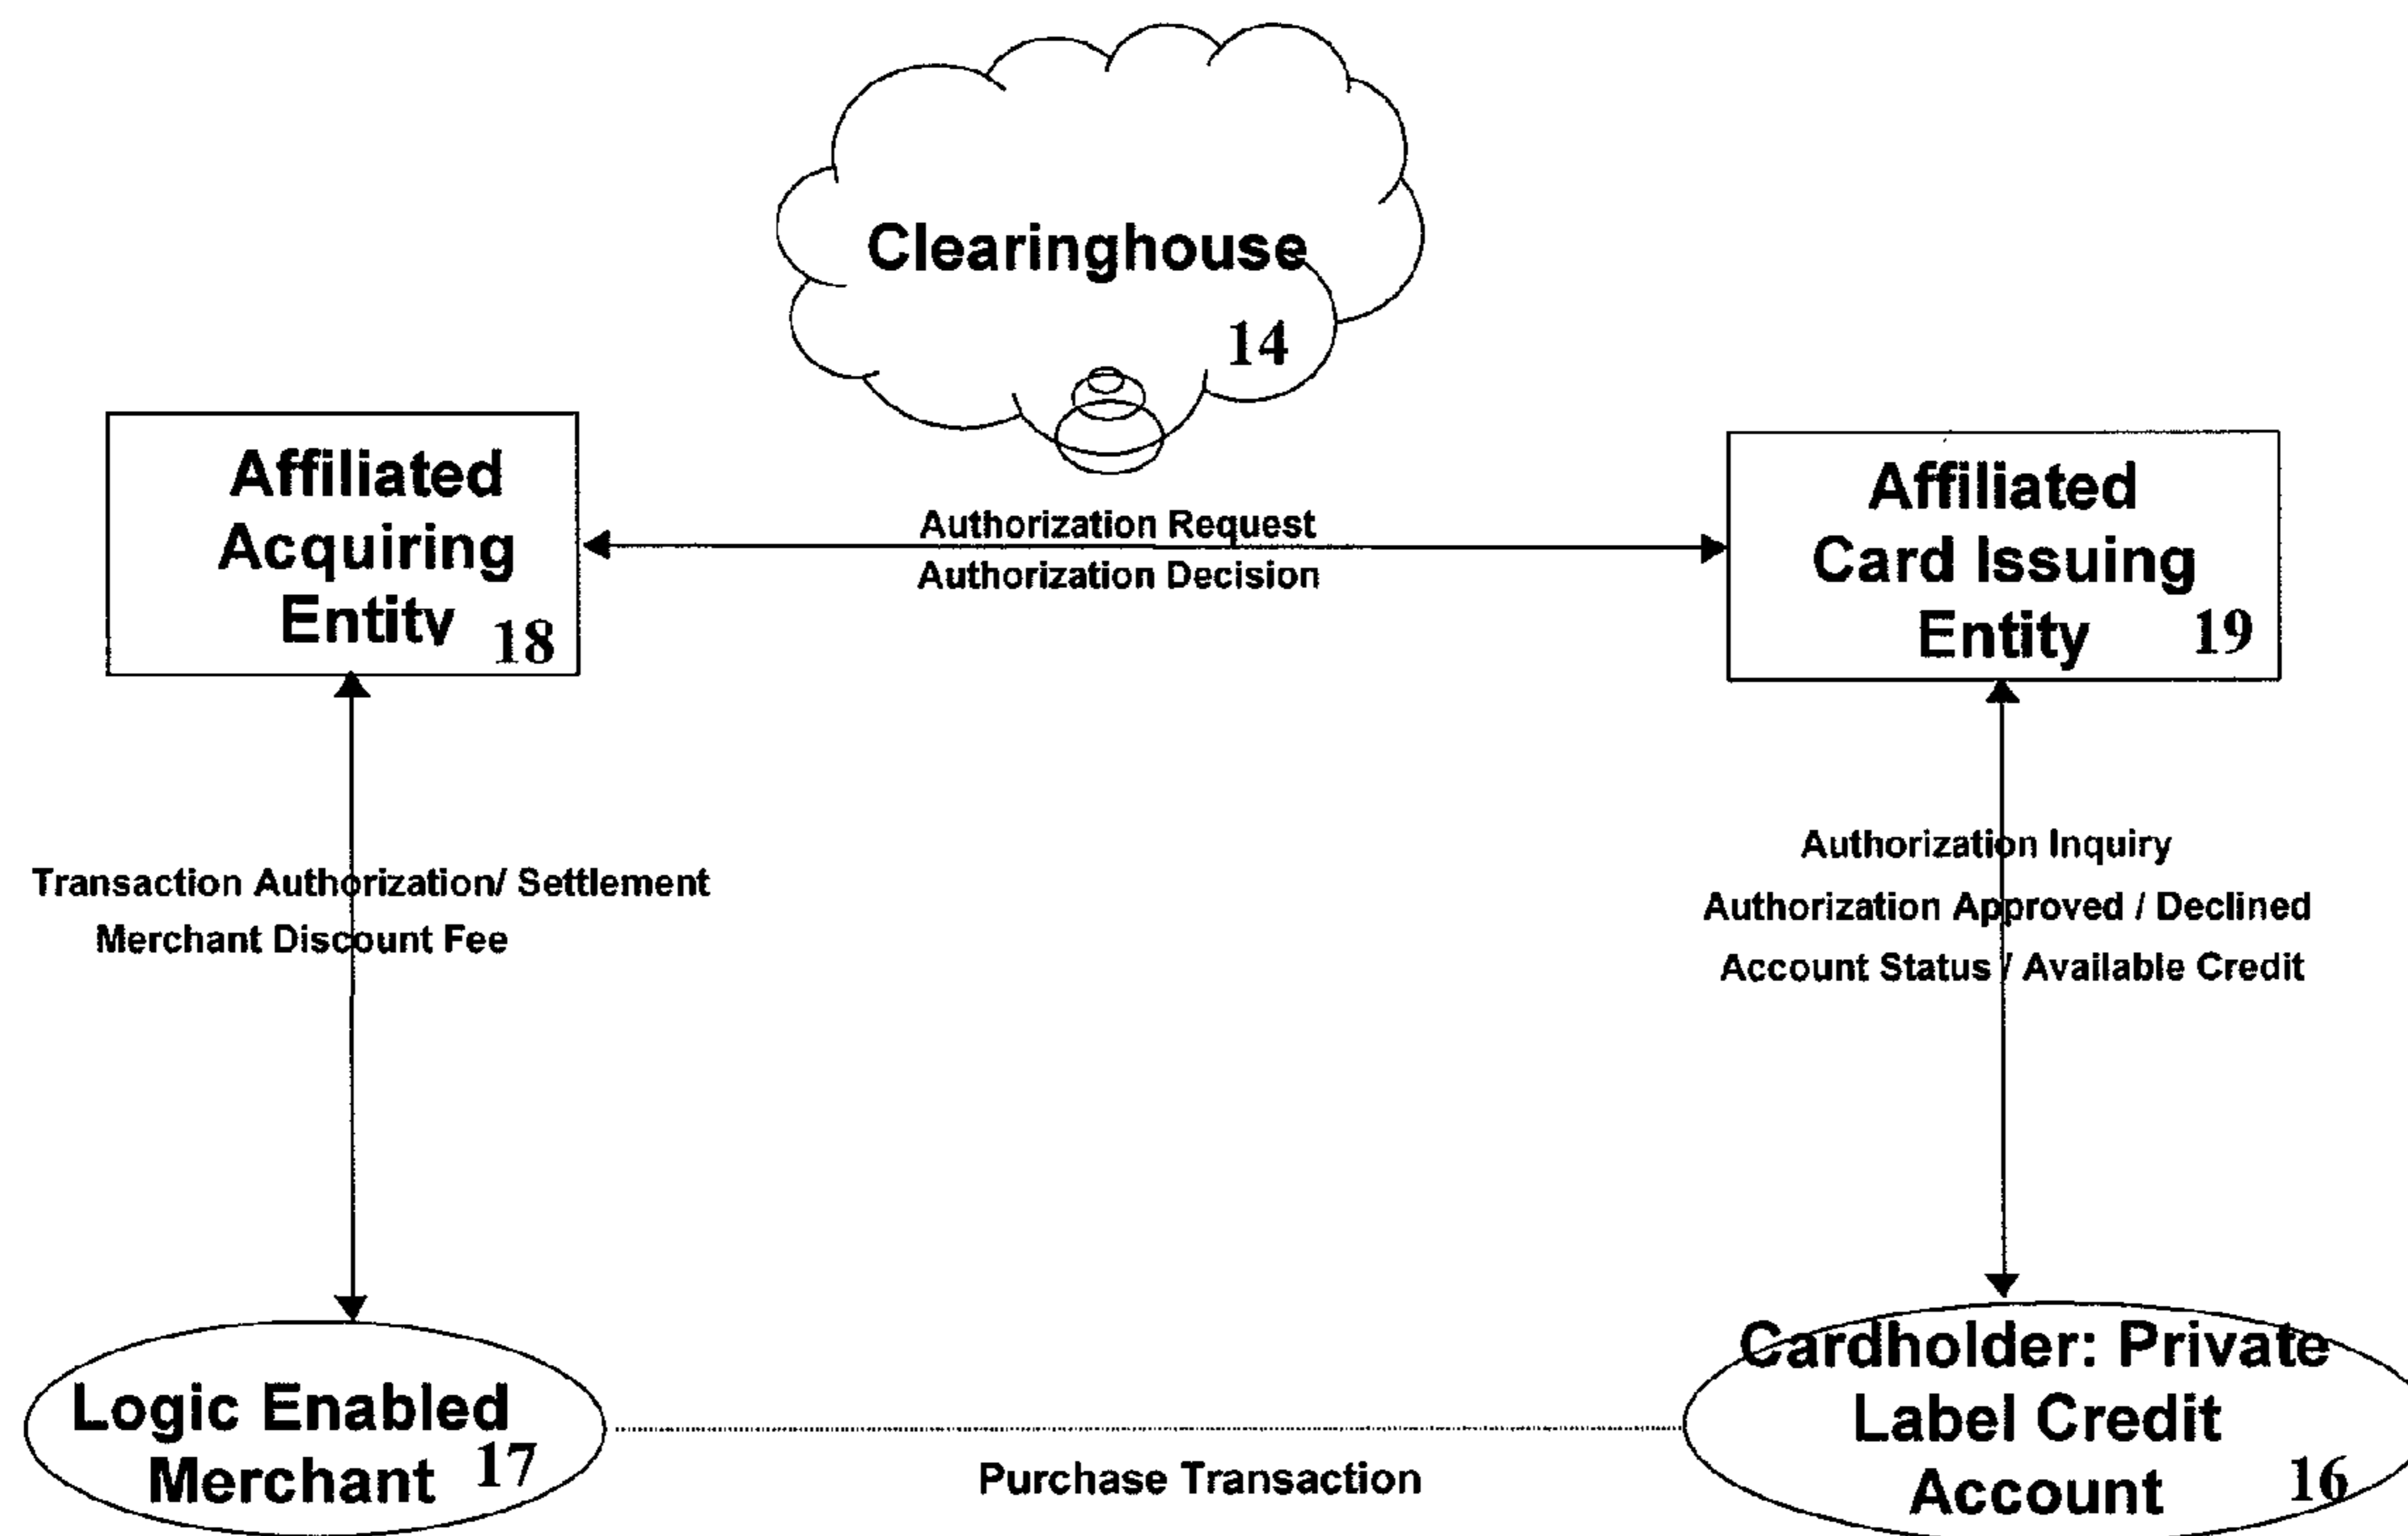 Clearinghouse
14
Affiliated
Acquiring
Entity 18
Affiliated
Card Issuing
Entity 19
Authorization Request
Authorization Decision
Transaction Authorization/ Settlement
Merchant Discount Fee
Authorization Inquiry
Authorization Approved / Declined
Account Status / Available Credit
Logic Enabled
Merchant 17
Purchase Transaction
Cardholder: Private
Label Credit
Account 16